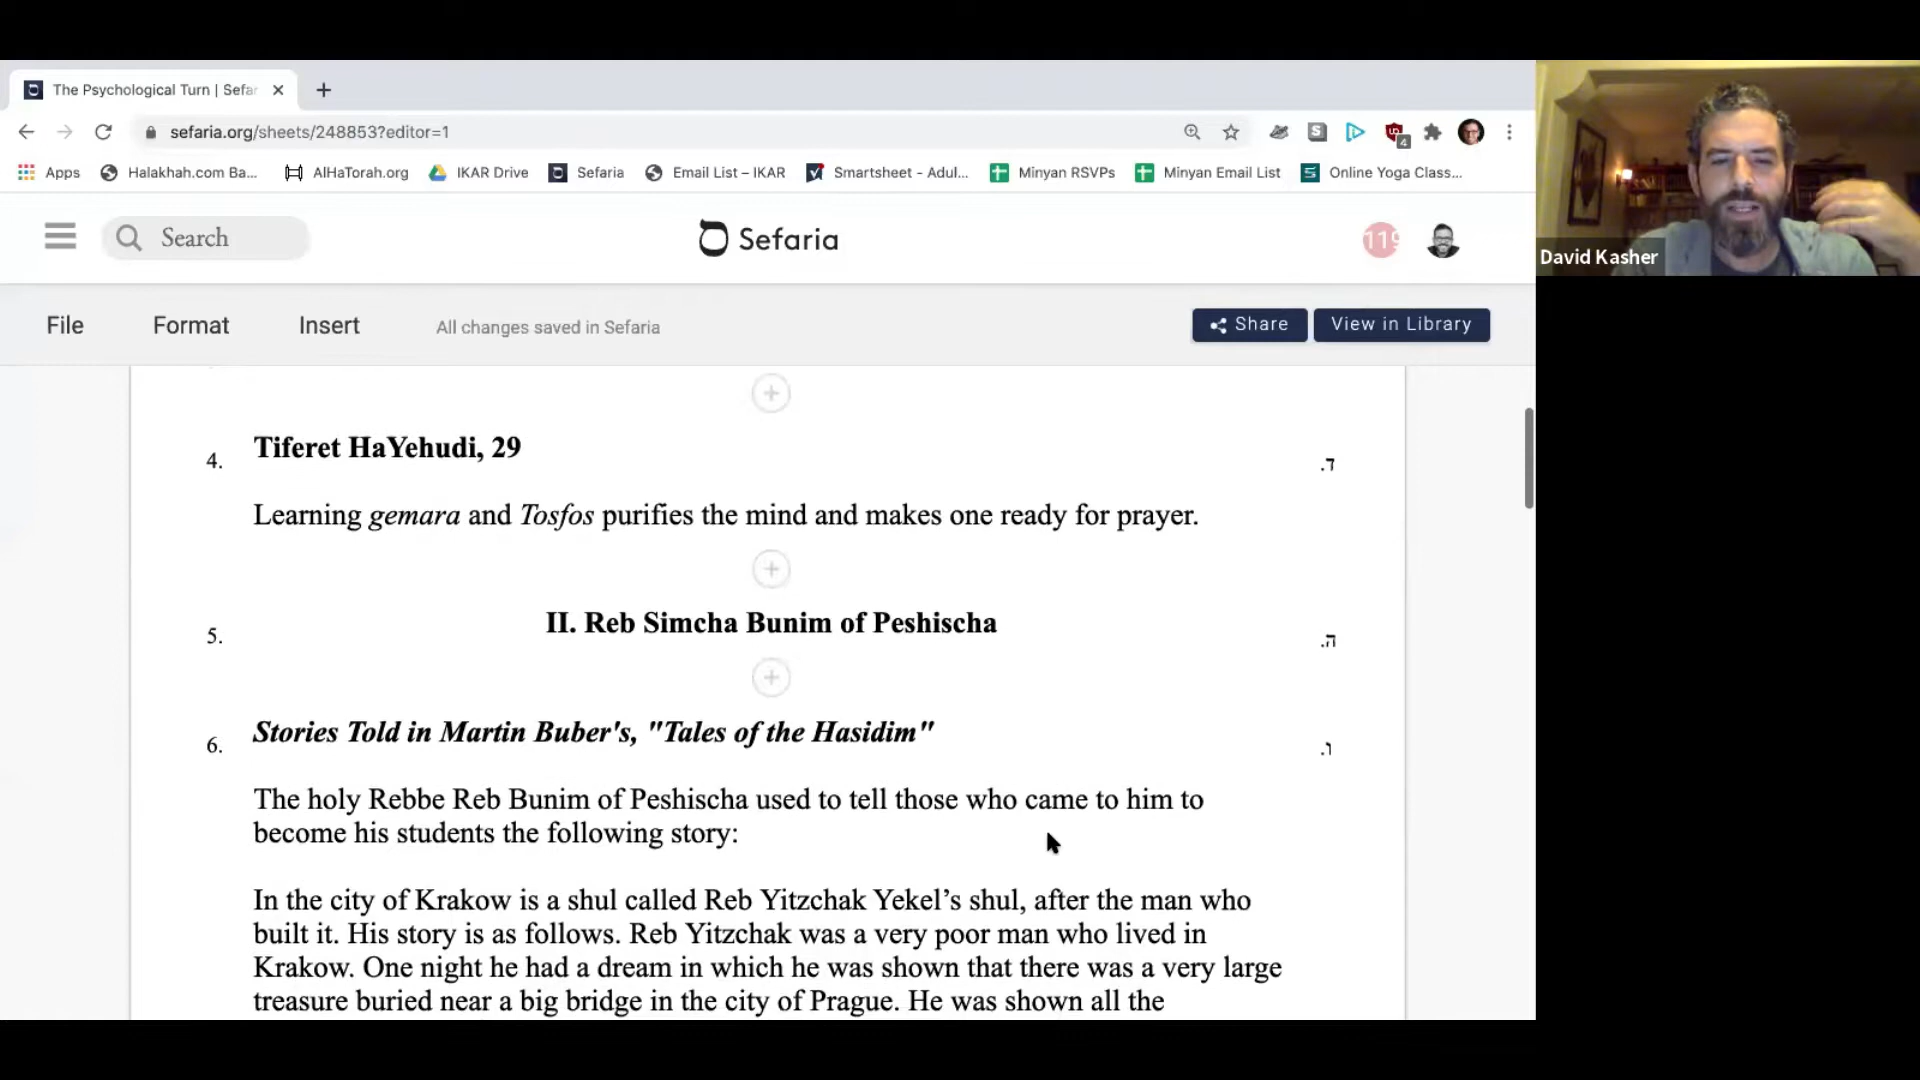 The Psychological Turn | Sefar
sefaria.org/sheets/248853?editor=1
4
Apps
Halakhah.com Ba...
AlHaTorah.org
IKAR Drive
Sefaria
Email List – IKAR
Smartsheet - Adul...
Minyan RSVPs
Minyan Email List
Online Yoga Class...
Search
Sefaria
119
David Kasher
File
Format
Insert
All changes saved in Sefaria
Share
View in Library
4.
Tiferet HaYehudi, 29
ד.
Learning gemara and Tosfos purifies the mind and makes one ready for prayer.
5.
II. Reb Simcha Bunim of Peshischa
ה.
6.
Stories Told in Martin Buber's, "Tales of the Hasidim"
ו.
The holy Rebbe Reb Bunim of Peshischa used to tell those who came to him to
become his students the following story:
In the city of Krakow is a shul called Reb Yitzchak Yekel’s shul, after the man who
built it. His story is as follows. Reb Yitzchak was a very poor man who lived in
Krakow. One night he had a dream in which he was shown that there was a very large
treasure buried near a big bridge in the city of Prague. He was shown all the